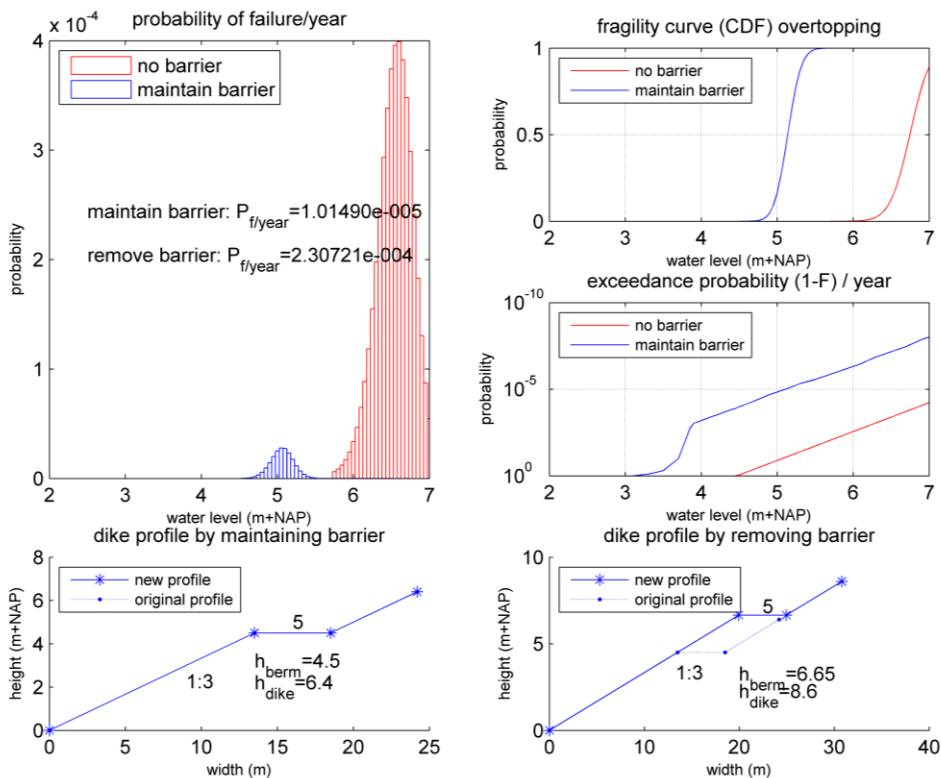 probability of failure/year
x 10^-4
4
3
2
1
0
probability
no barrier
maintain barrier
maintain barrier: P_f/year=1.01490e-005
remove barrier: P_f/year=2.30721e-004
2 3 4 5 6 7
water level (m+NAP)
fragility curve (CDF) overtopping
1
0.5
0
probability
no barrier
maintain barrier
2 3 4 5 6 7
water level (m+NAP)
exceedance probability (1-F) / year
10^-10
10^-5
10^0
probability
no barrier
maintain barrier
2 3 4 5 6 7
water level (m+NAP)
dike profile by maintaining barrier
8
6
4
2
0
height (m+NAP)
new profile
original profile
5
1:3
h_berm=4.5
h_dike=6.4
0 5 10 15 20 25
width (m)
dike profile by removing barrier
10
5
0
height (m+NAP)
new profile
original profile
5
1:3
h_berm=6.65
h_dike=8.6
0 10 20 30 40
width (m)